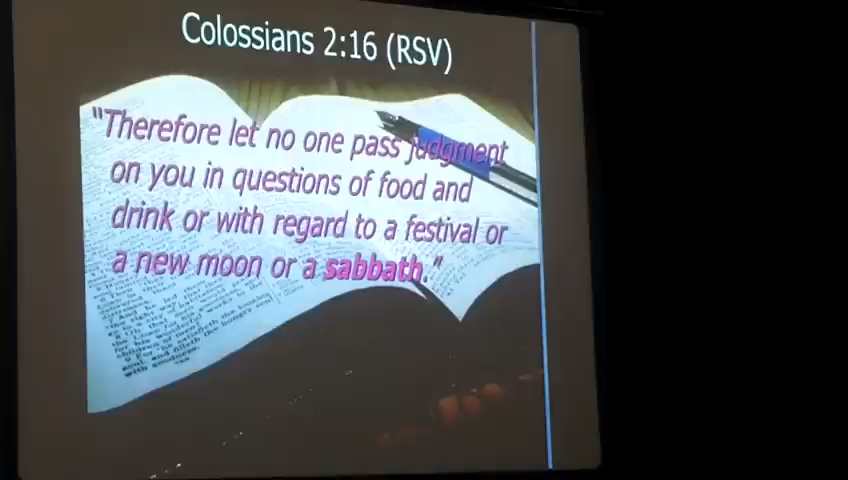 Colossians 2:16 (RSV)
"Therefore let no one pass judgment
on you in questions of food and
drink or with regard to a festival or
a new moon or a sabbath."